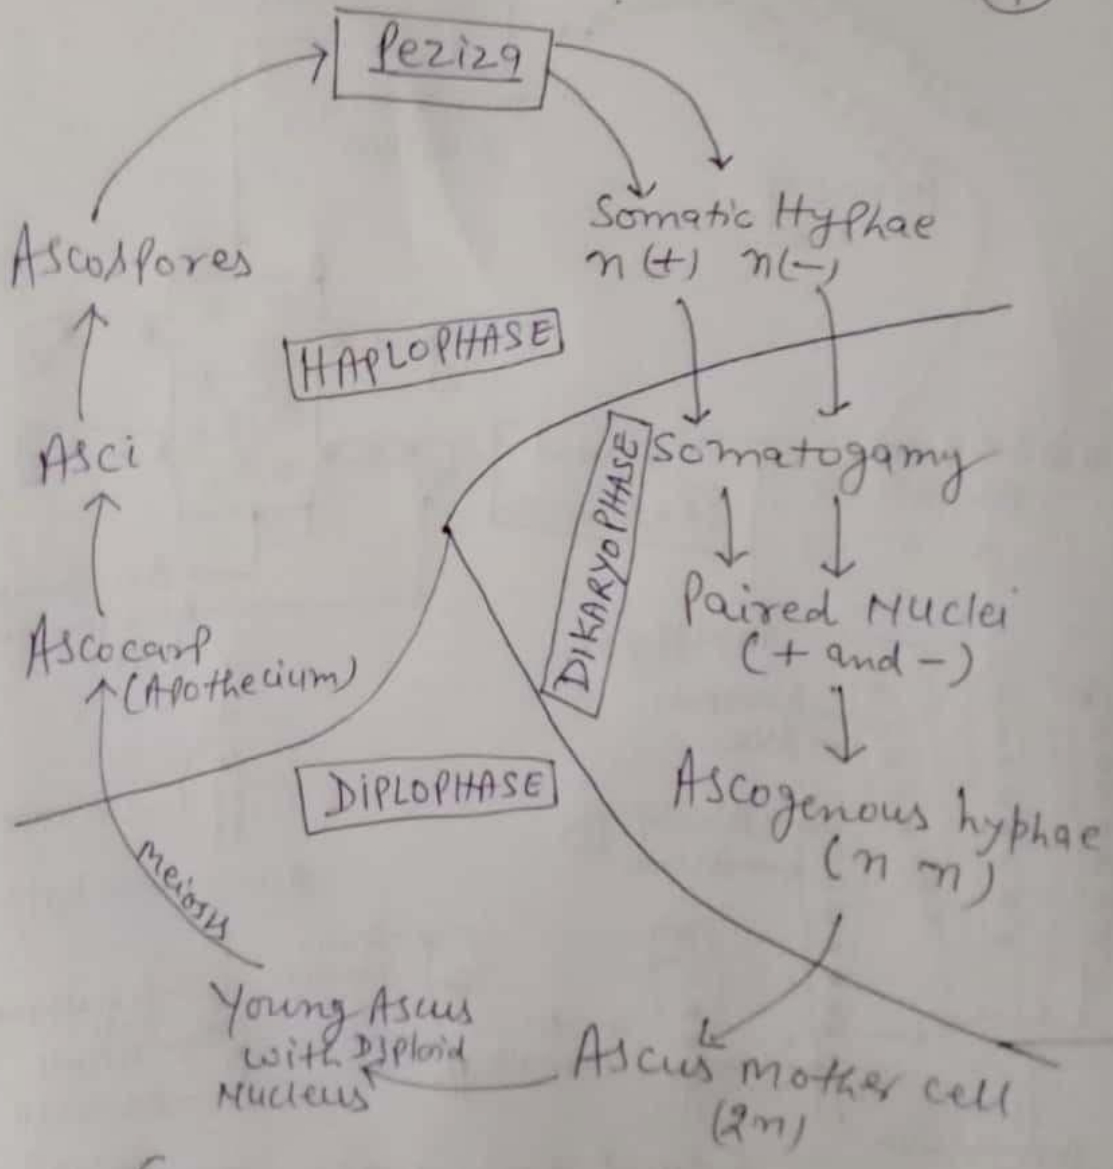 Peziza
Somatic Hyphae
n (+) n(-)
Ascospores
HAPLOPHASE
Asci
Somatogamy
DIKARYOPHASE
Paired Nuclei
(+ and -)
Ascocarp
(Apothecium)
DIPLOPHASE
Ascogenous hyphae
(n n)
Meiosis
Young Ascus
with Diploid
Nucleus
Ascus mother cell
(2n)